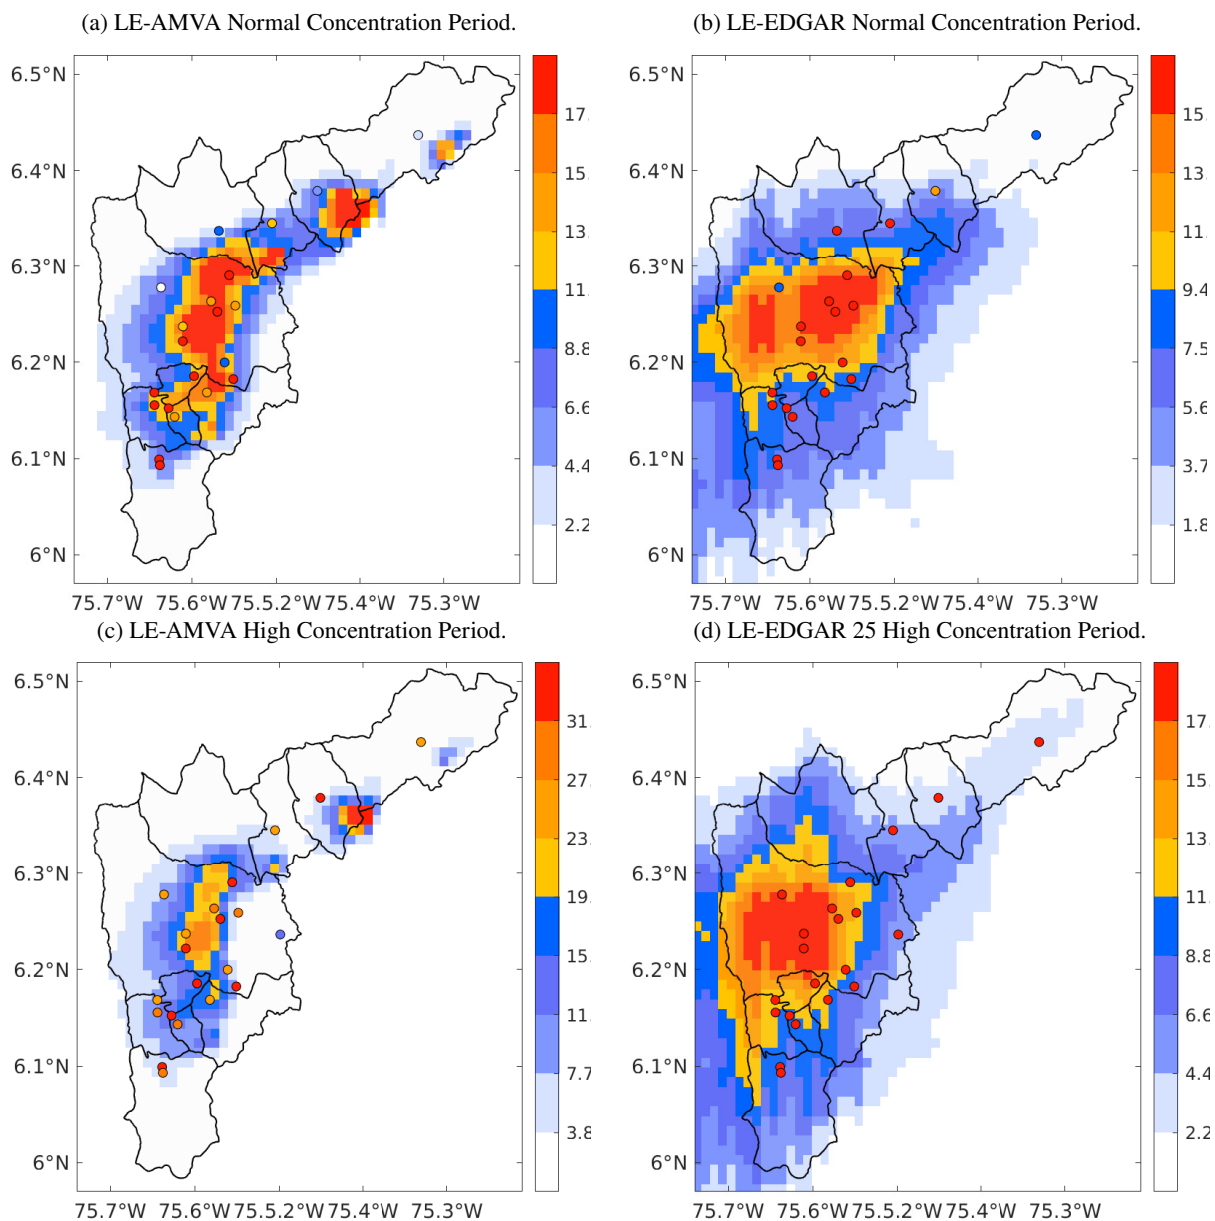 (a) LE-AMVA Normal Concentration Period.
6.5°N
6.4°N
6.3°N
6.2°N
6.1°N
6°N
75.7°W 75.6°W 75.5.2°W 75.4°W 75.3°W
17.
15.
13.
11.
8.8
6.6
4.4
2.2
(b) LE-EDGAR Normal Concentration Period.
6.5°N
6.4°N
6.3°N
6.2°N
6.1°N
6°N
75.7°W 75.6°W 75.5.2°W 75.4°W 75.3°W
15.
13.
11.
9.4
7.5
5.6
3.7
1.8
(c) LE-AMVA High Concentration Period.
6.5°N
6.4°N
6.3°N
6.2°N
6.1°N
6°N
75.7°W 75.6°W 75.5.2°W 75.4°W 75.3°W
31.
27.
23.
19.
15.
11.
7.7
3.8
(d) LE-EDGAR 25 High Concentration Period.
6.5°N
6.4°N
6.3°N
6.2°N
6.1°N
6°N
75.7°W 75.6°W 75.5.2°W 75.4°W 75.3°W
17.
15.
13.
11.
8.8
6.6
4.4
2.2